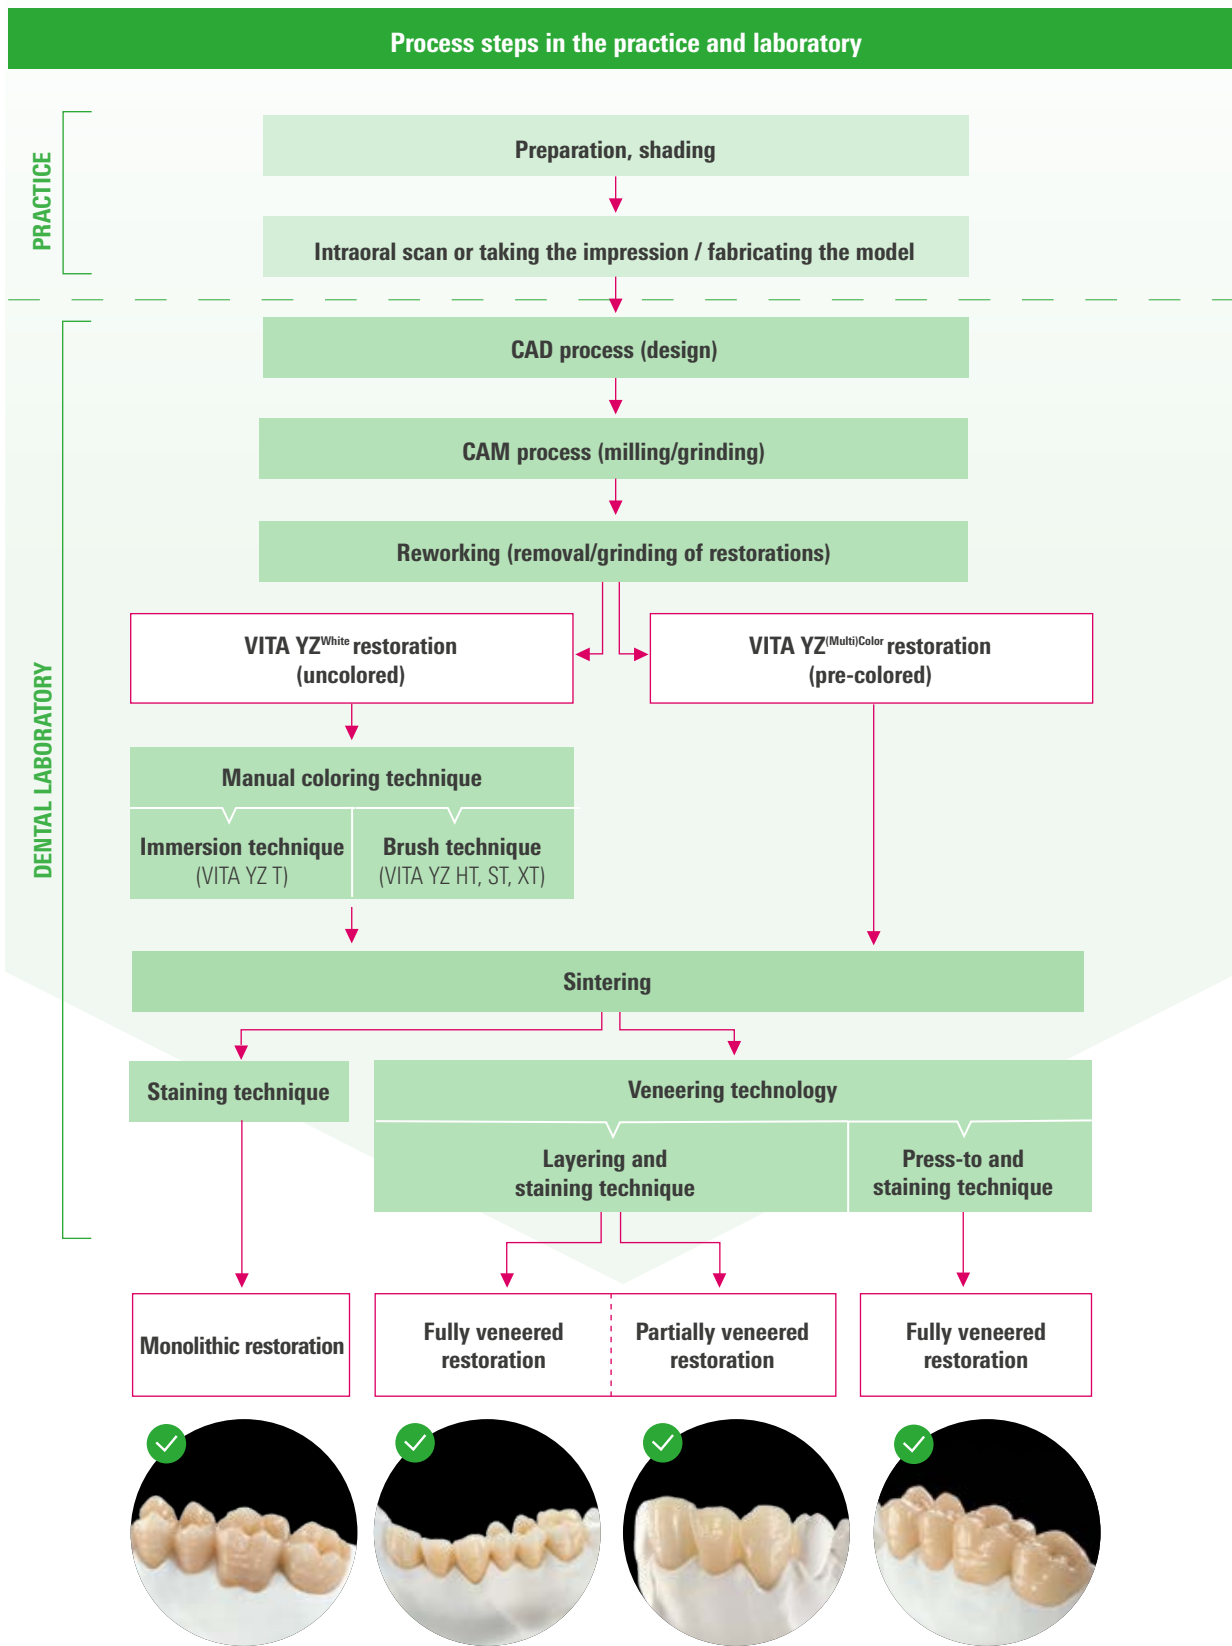 Process steps in the practice and laboratory
PRACTICE
Preparation, shading
Intraoral scan or taking the impression / fabricating the model
DENTAL LABORATORY
CAD process (design)
CAM process (milling/grinding)
Reworking (removal/grinding of restorations)
VITA YZWhite restoration
(uncolored)
VITA YZ(Multi)Color restoration
(pre-colored)
Manual coloring technique
Immersion technique
(VITA YZ T)
Brush technique
(VITA YZ HT, ST, XT)
Sintering
Staining technique
Veneering technology
Layering and
staining technique
Press-to and
staining technique
Monolithic restoration
Fully veneered
restoration
Partially veneered
restoration
Fully veneered
restoration